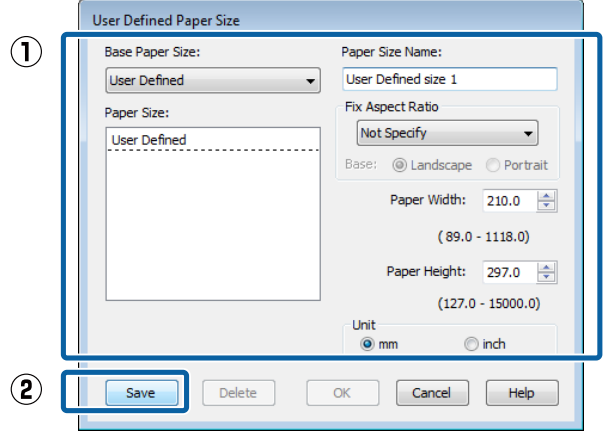 User Defined Paper Size
①
Base Paper Size:
User Defined
Paper Size:
User Defined
Paper Size Name:
User Defined size 1
Fix Aspect Ratio
Not Specify
Base: Landscape Portrait
Paper Width: 210.0
( 89.0 - 1118.0)
Paper Height: 297.0
(127.0 - 15000.0)
Unit
mm inch
②
Save Delete OK Cancel Help